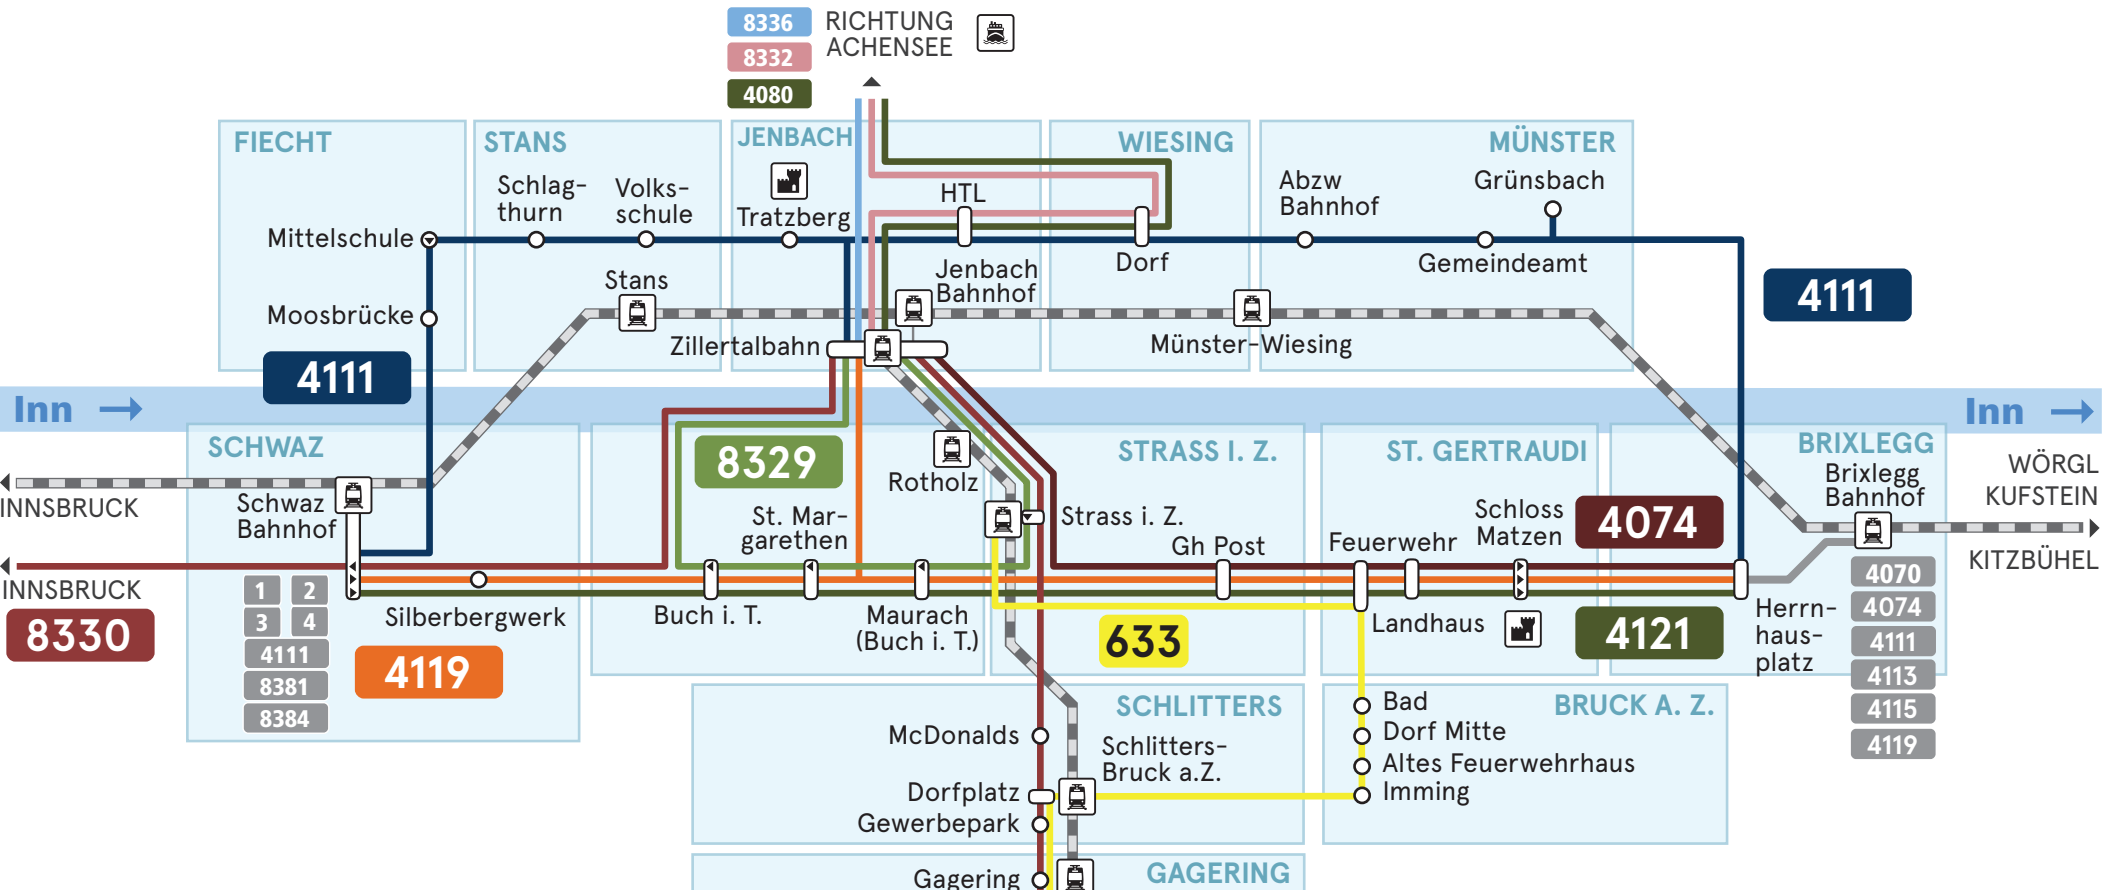 8336
8332
4080
RICHTUNG
ACHENSEE
FIECHT
STANS
JENBACH
WIESING
MÜNSTER
Schlag-
thurn
Volks-
schule
Tratzberg
HTL
Abzw
Bahnhof
Grünsbach
Mittelschule
Dorf
Gemeindeamt
Stans
Jenbach
Bahnhof
4111
Moosbrücke
Zillertalbahn
Münster-Wiesing
4111
Inn
Inn
SCHWAZ
8329
STRASS I. Z.
ST. GERTRAUDI
BRIXLEGG
Rotholz
Brixlegg
Bahnhof
WÖRGL
KUFSTEIN
INNSBRUCK
Schwaz
Bahnhof
St. Mar-
garethen
Strass i. Z.
Gh Post
Feuerwehr
Schloss
Matzen
4074
KITZBÜHEL
INNSBRUCK
8330
1 2
3 4
4111
8381
8384
Silberbergwerk
4119
Buch i. T.
Maurach
(Buch i. T.)
633
Landhaus
4121
Herrn-
haus-
platz
4070
4074
4111
4113
4115
4119
SCHLITTERS
BRUCK A. Z.
McDonalds
Schlitters-
Bruck a.Z.
Bad
Dorf Mitte
Altes Feuerwehrhaus
Imming
Dorfplatz
Gewerbepark
Gagering
GAGERING